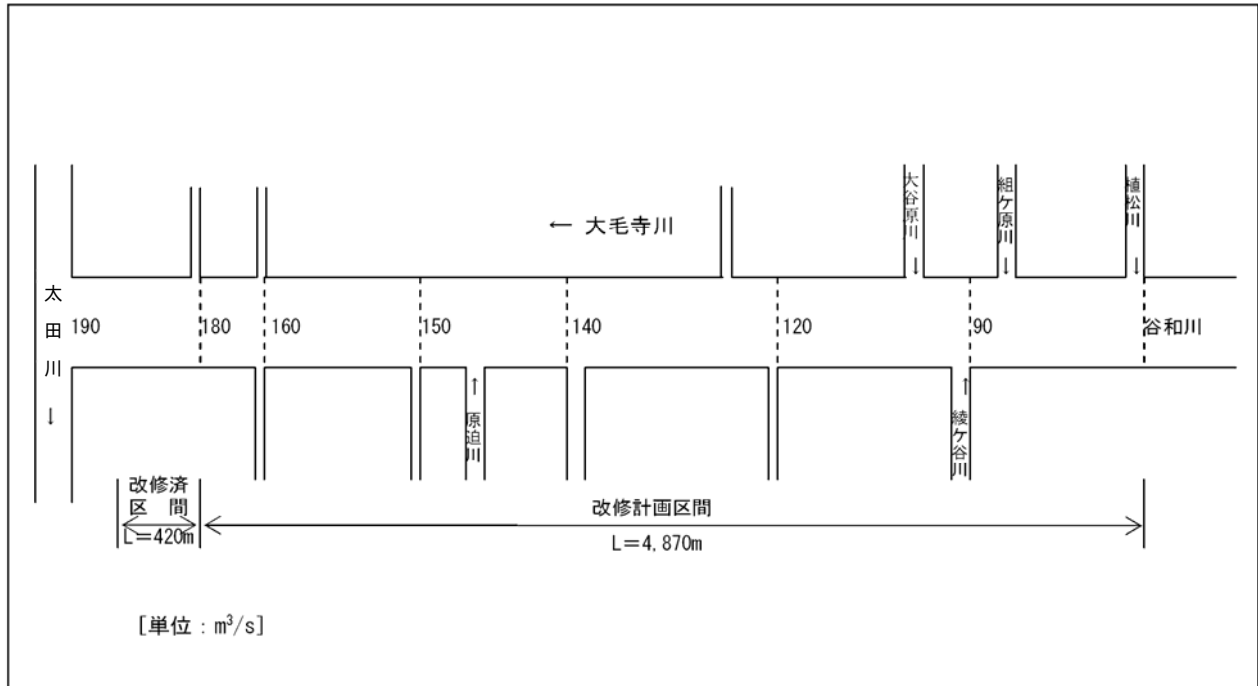 ← 大毛寺川
大谷原川
↓
組ケ原川
↓
植松川
↓
太田川
↓
190
180
160
150
140
120
90
谷和川
↑
原迫川
↑
綾ケ谷川
改修済
区 間
L=420m
改修計画区間
L=4,870m
[単位:m³/s]